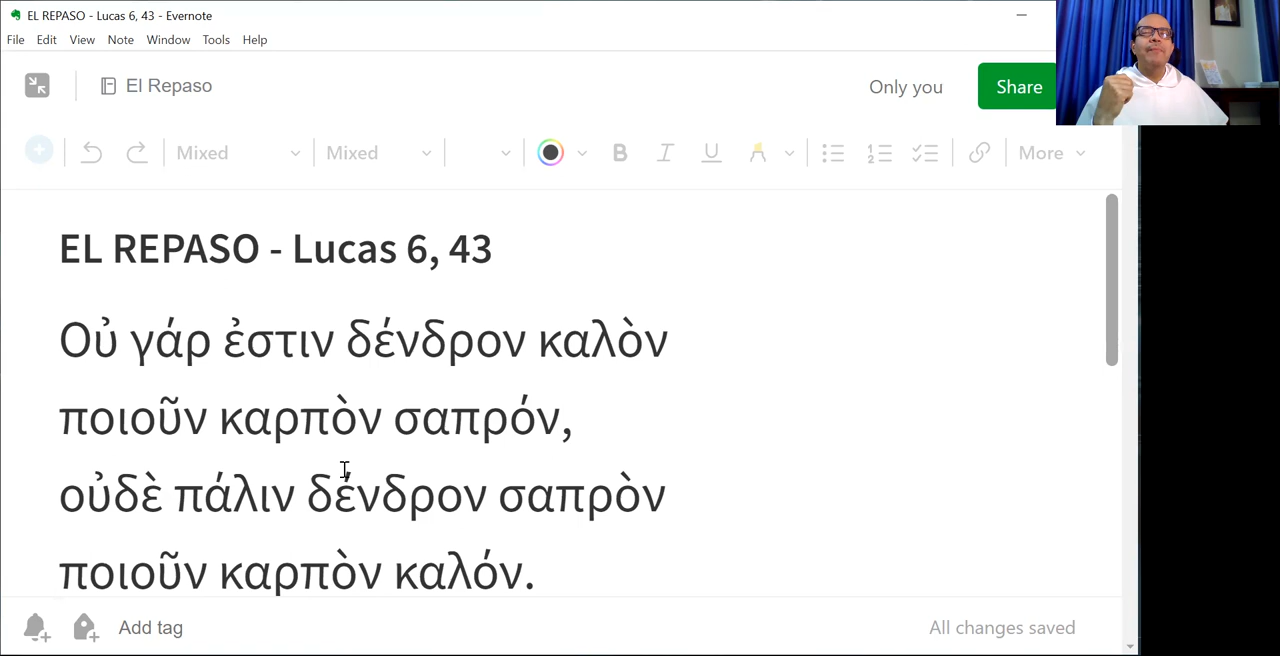 EL REPASO - Lucas 6, 43 - Evernote
File Edit View Note Window Tools Help
El Repaso
Only you
Share
Mixed
Mixed
B I U
More
EL REPASO - Lucas 6, 43
Οὐ γάρ ἐστιν δένδρον καλὸν
ποιοῦν καρπὸν σαπρόν,
οὐδὲ πάλιν δένδρον σαπρὸν
ποιοῦν καρπὸν καλόν.
Add tag
All changes saved